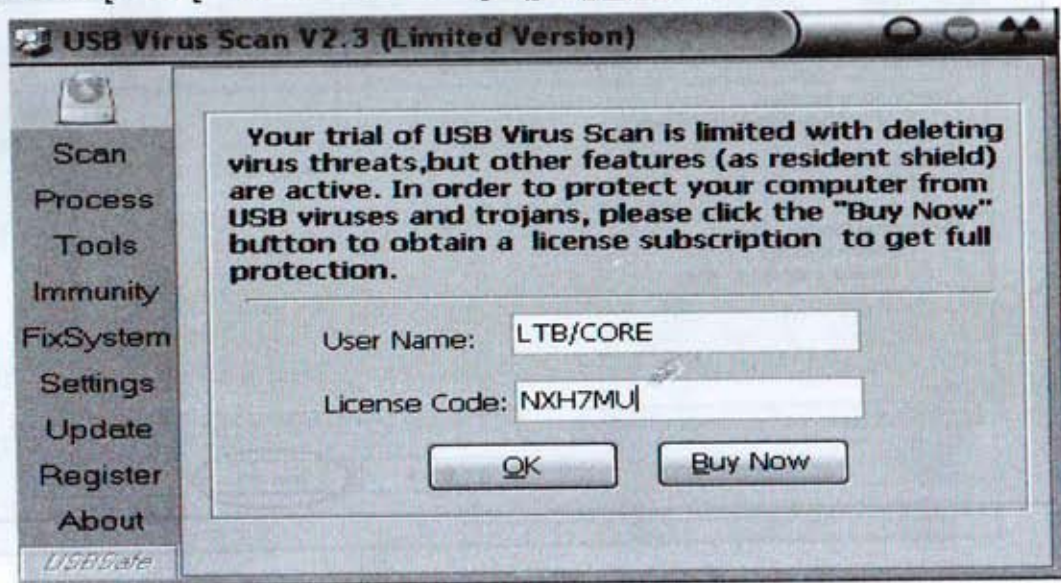 USB Virus Scan V2.3 (Limited Version)
Scan
Process
Tools
Immunity
FixSystem
Settings
Update
Register
About
USBSafe
Your trial of USB Virus Scan is limited with deleting
virus threats,but other features (as resident shield)
are active. In order to protect your computer from
USB viruses and trojans, please click the "Buy Now"
button to obtain a license subscription to get full
protection.
User Name: LTB/CORE
License Code: NXH7MU
OK Buy Now